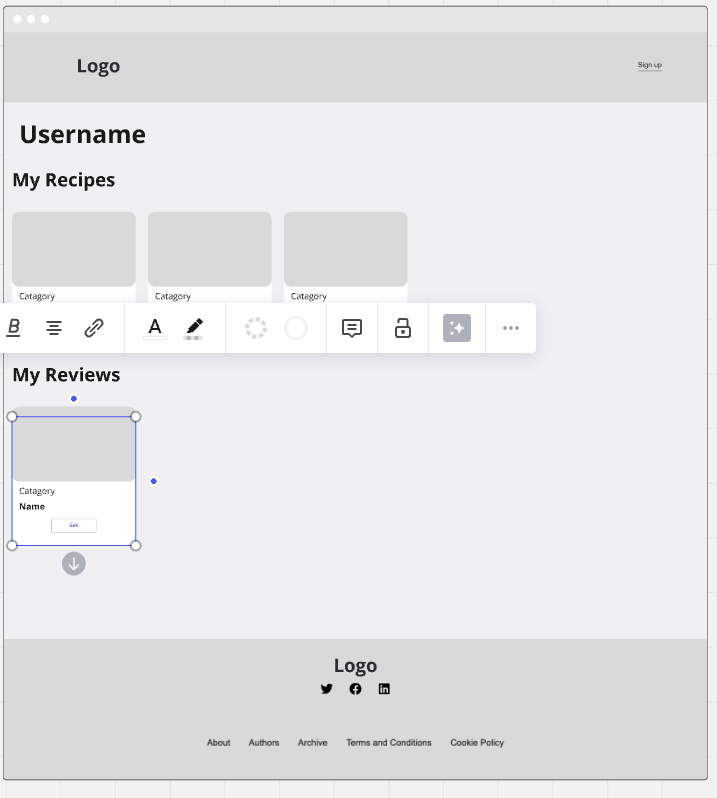 Logo
Sign up
Username
My Recipes
Catagory Catagory Catagory
B A
My Reviews
Catagory
Name
Edit
Logo
About Authors Archive Terms and Conditions Cookie Policy